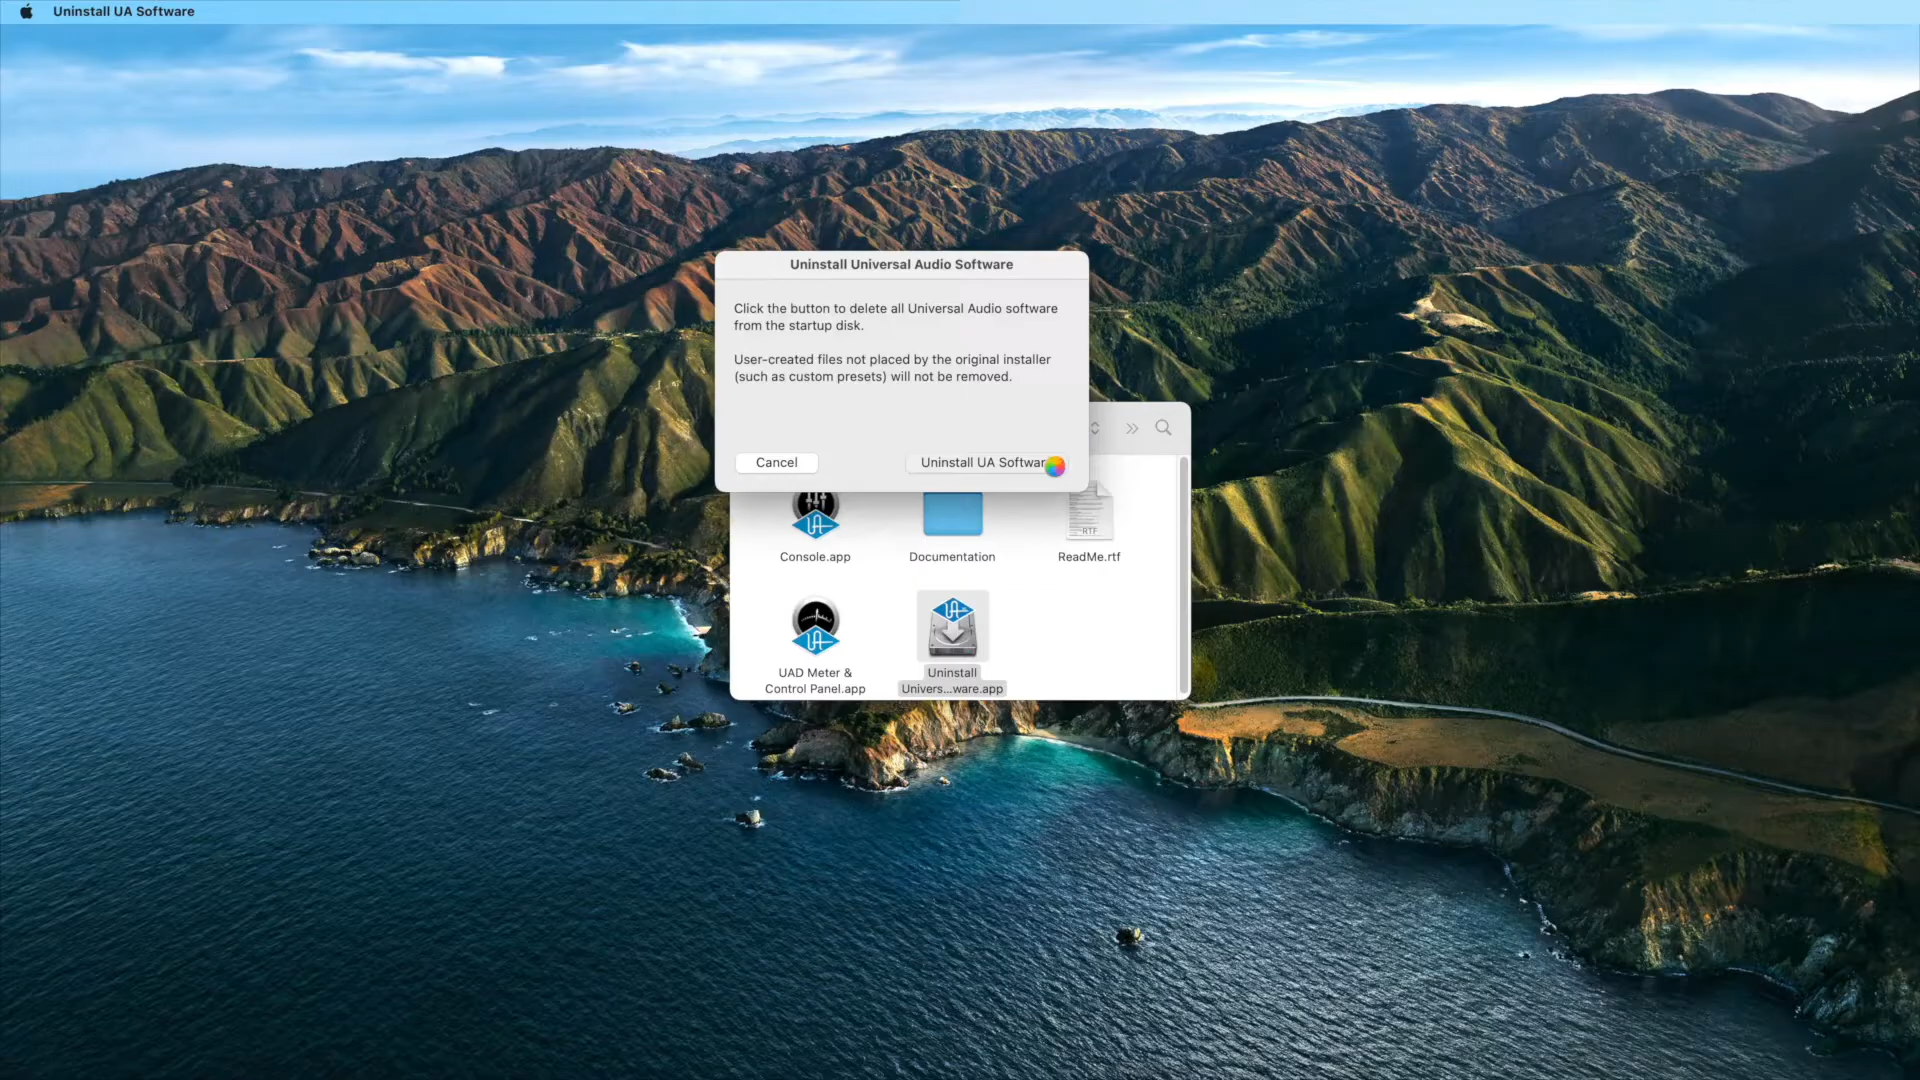 Uninstall UA Software
Uninstall Universal Audio Software
Click the button to delete all Universal Audio software
from the startup disk.
User-created files not placed by the original installer
(such as custom presets) will not be removed.
Cancel
Uninstall UA Softwar
Console.app
Documentation
RTF
ReadMe.rtf
UAD Meter &
Control Panel.app
Uninstall
Univers...ware.app